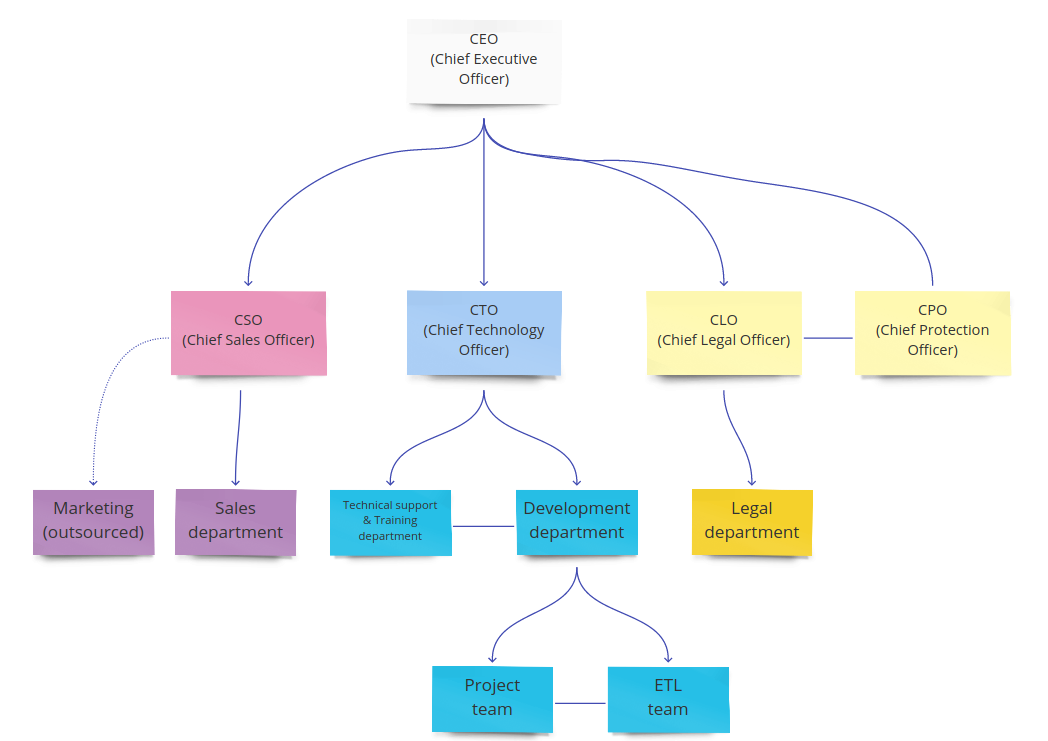 CEO
(Chief Executive
Officer)
CSO
(Chief Sales Officer)
CTO
(Chief Technology
Officer)
CLO
(Chief Legal Officer)
CPO
(Chief Protection
Officer)
Marketing
(outsourced)
Sales
department
Technical support
& Training
department
Development
department
Legal
department
Project
team
ETL
team